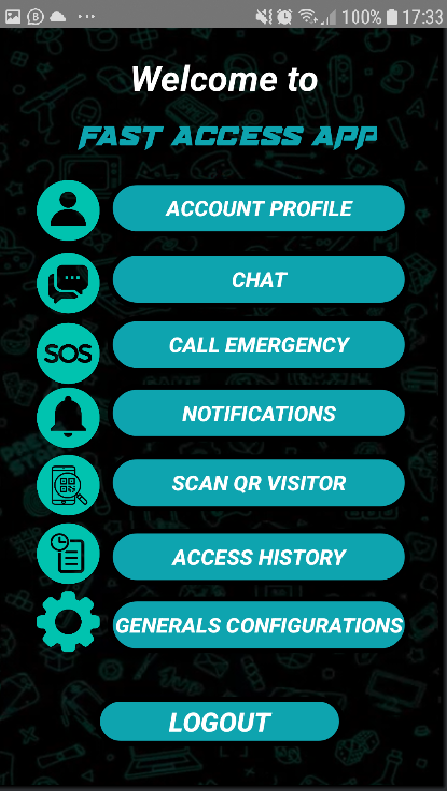 100% 17:33
Welcome to
FAST ACCESS APP
ACCOUNT PROFILE
CHAT
SOS
CALL EMERGENCY
NOTIFICATIONS
SCAN QR VISITOR
ACCESS HISTORY
GENERALS CONFIGURATIONS
LOGOUT